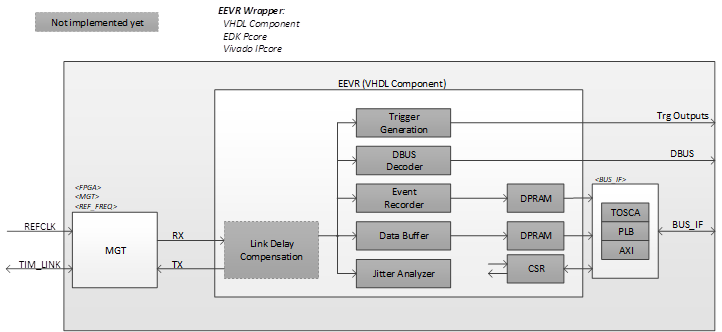 EEVR Wrapper:
Not implemented yet
VHDL Component
EDK Pcore
Vivado IPcore
EEVR (VHDL Component)
Trigger
Generation
Trg Outputs
DBUS
Decoder
DBUS
<FPGA>
<MGT>
<REF_FREQ>
Event
Recorder
DPRAM
<BUS_IF>
TOSCA
PLB
AXI
REFCLK
TIM_LINK
MGT
RX
TX
Link Delay
Compensation
Data Buffer
DPRAM
BUS_IF
Jitter Analyzer
CSR